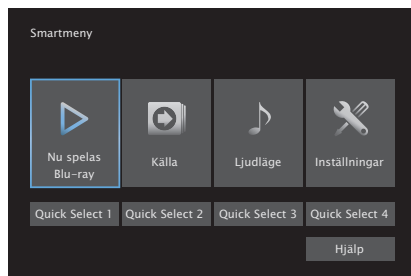 Smartmeny
Nu spelas
Blu-ray
Källa
Ljudläge
Inställningar
Quick Select 1
Quick Select 2
Quick Select 3
Quick Select 4
Hjälp